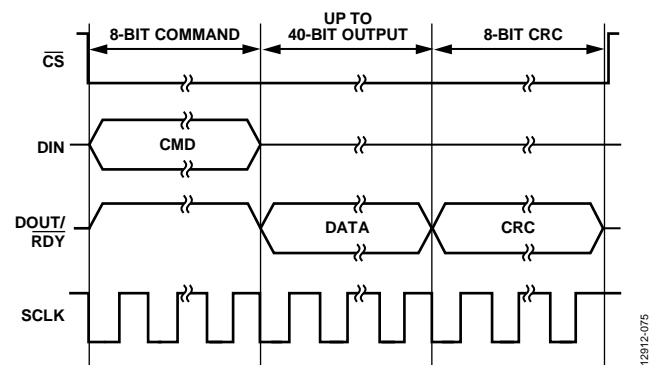 8-BIT COMMAND
UP TO
40-BIT OUTPUT
8-BIT CRC
CS
DIN
CMD
DOUT/
RDY
DATA
CRC
SCLK
12912-075